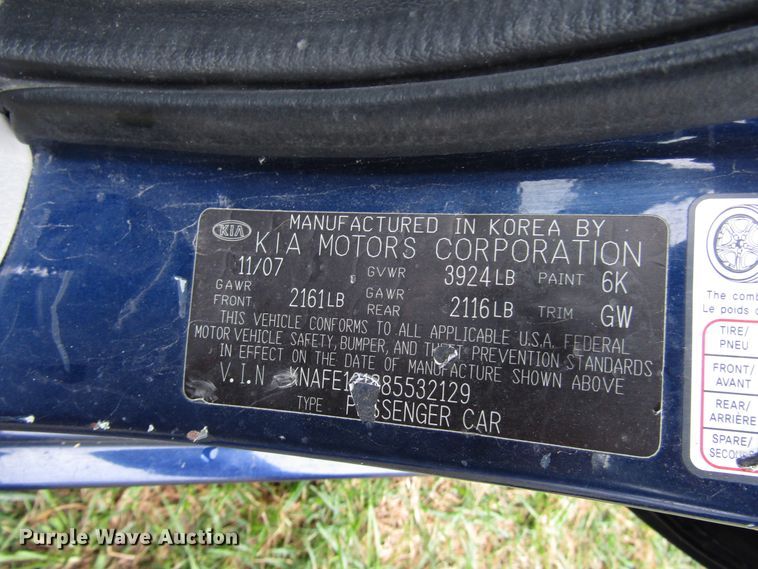 MANUFACTURED IN KOREA BY
KIA KIA MOTORS CORPORATION
11/07 GVWR 3924LB PAINT 6K
GAWR FRONT 2161LB GAWR REAR 2116LB TRIM GW
THIS VEHICLE CONFORMS TO ALL APPLICABLE U.S.A. FEDERAL
MOTOR VEHICLE SAFETY, BUMPER, AND THEFT PREVENTION STANDARDS
IN EFFECT ON THE DATE OF MANUFACTURE SHOWN ABOVE
V.I.N
TYPE PASSENGER CAR
The
Le poids
TIRE/
PNEU
FRONT/
AVANT
REAR/
ARRIÈRE
SPARE/
Purple Wave Auction